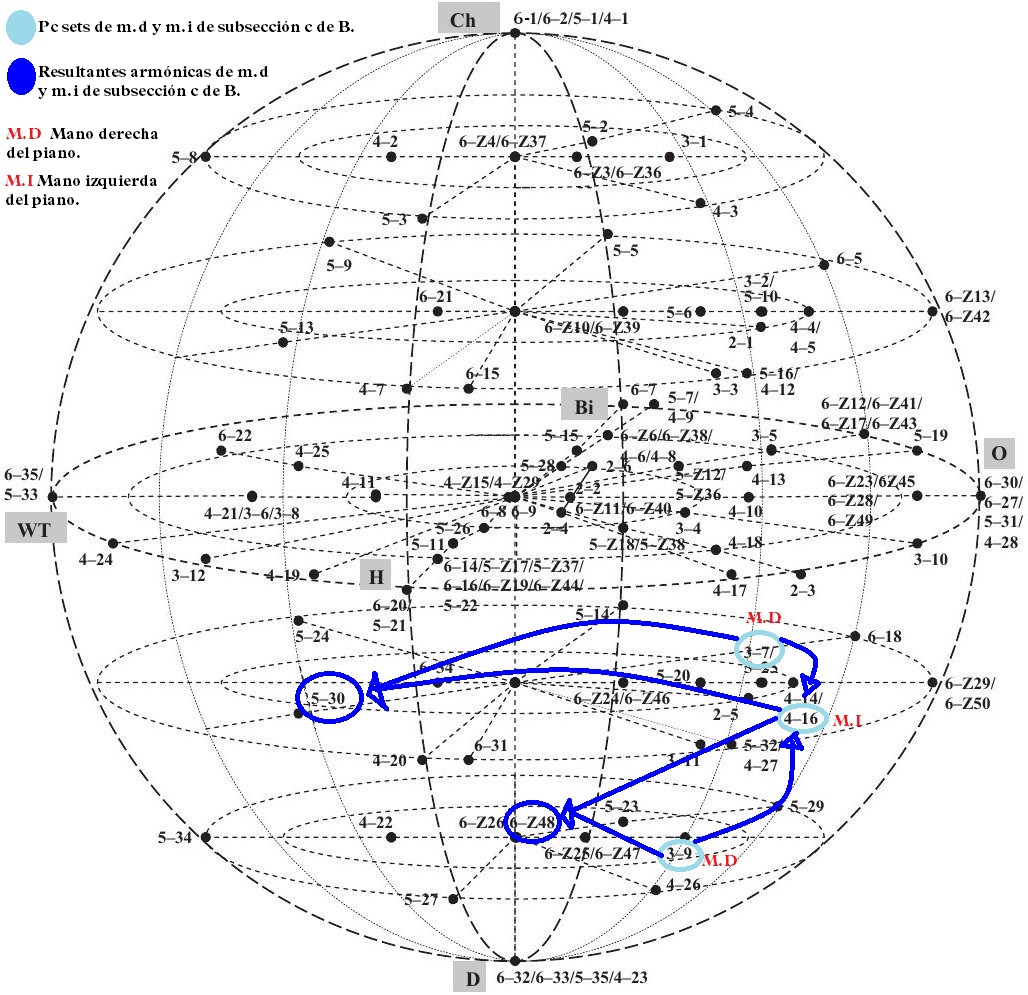 Ch
6-1/6–2/5–1/4–1
Pc sets de m.d y m.i de subsección c de B.
Resultantes armónicas de m.d
y m.i de subsección c de B.
M.D Mano derecha
del piano.
M.I Mano izquierda
del piano.
5–4
5–2
4–2
6–Z4/6–Z37
3–1
5–8
6–Z3/6–Z36
4–3
5–3
5–5
5–9
6–5
3–2/
5–10
6–21
5–6
6–Z13/
6–Z42
6–Z10/6–Z39
4–4/
4–5
5–13
2–1
6–15
5–16/
4–12
4–7
3–3
Bi
6–7
5–7/
4–9
6–Z12/6–Z41/
6–Z17/6–Z43
6–22
5–15
6–Z6/6–Z38/
4–6/4–8
3–5
5–19
4–25
O
5–28
2–6
5–Z12/
5–Z36
4–13
6–35/
5–33
4–11
4–Z15/4–Z29
2–2
6–Z23/6Z45
6–Z28/
6–Z49
6–30/
6–27/
5–31/
4–28
4–21/3–6/3–8
6–8
6–9
6–Z11/6–Z40
4–10
WT
5–26
2–4
3–4
5–11
5–Z18/5–Z38
4–18
4–24
3–12
4–19
H
6–14/5–Z17/5–Z37/
6–16/6–Z19/6–Z44/
5–22
4–17
2–3
3–10
6–20/
5–21
5–14
M.D
5–24
3–7/
6–18
6–34
5–20
5–25
5–30
6–Z24/6–Z46
4–14/
4–16
M.I
6–Z29/
6–Z50
2–5
6–31
5–32/
4–27
4–20
3–11
5–23
5–29
5–34
4–22
6–Z26/6–Z48
6–Z25/6–Z47
3–9
M.D
4–26
5–27
D
6–32/6–33/5–35/4–23